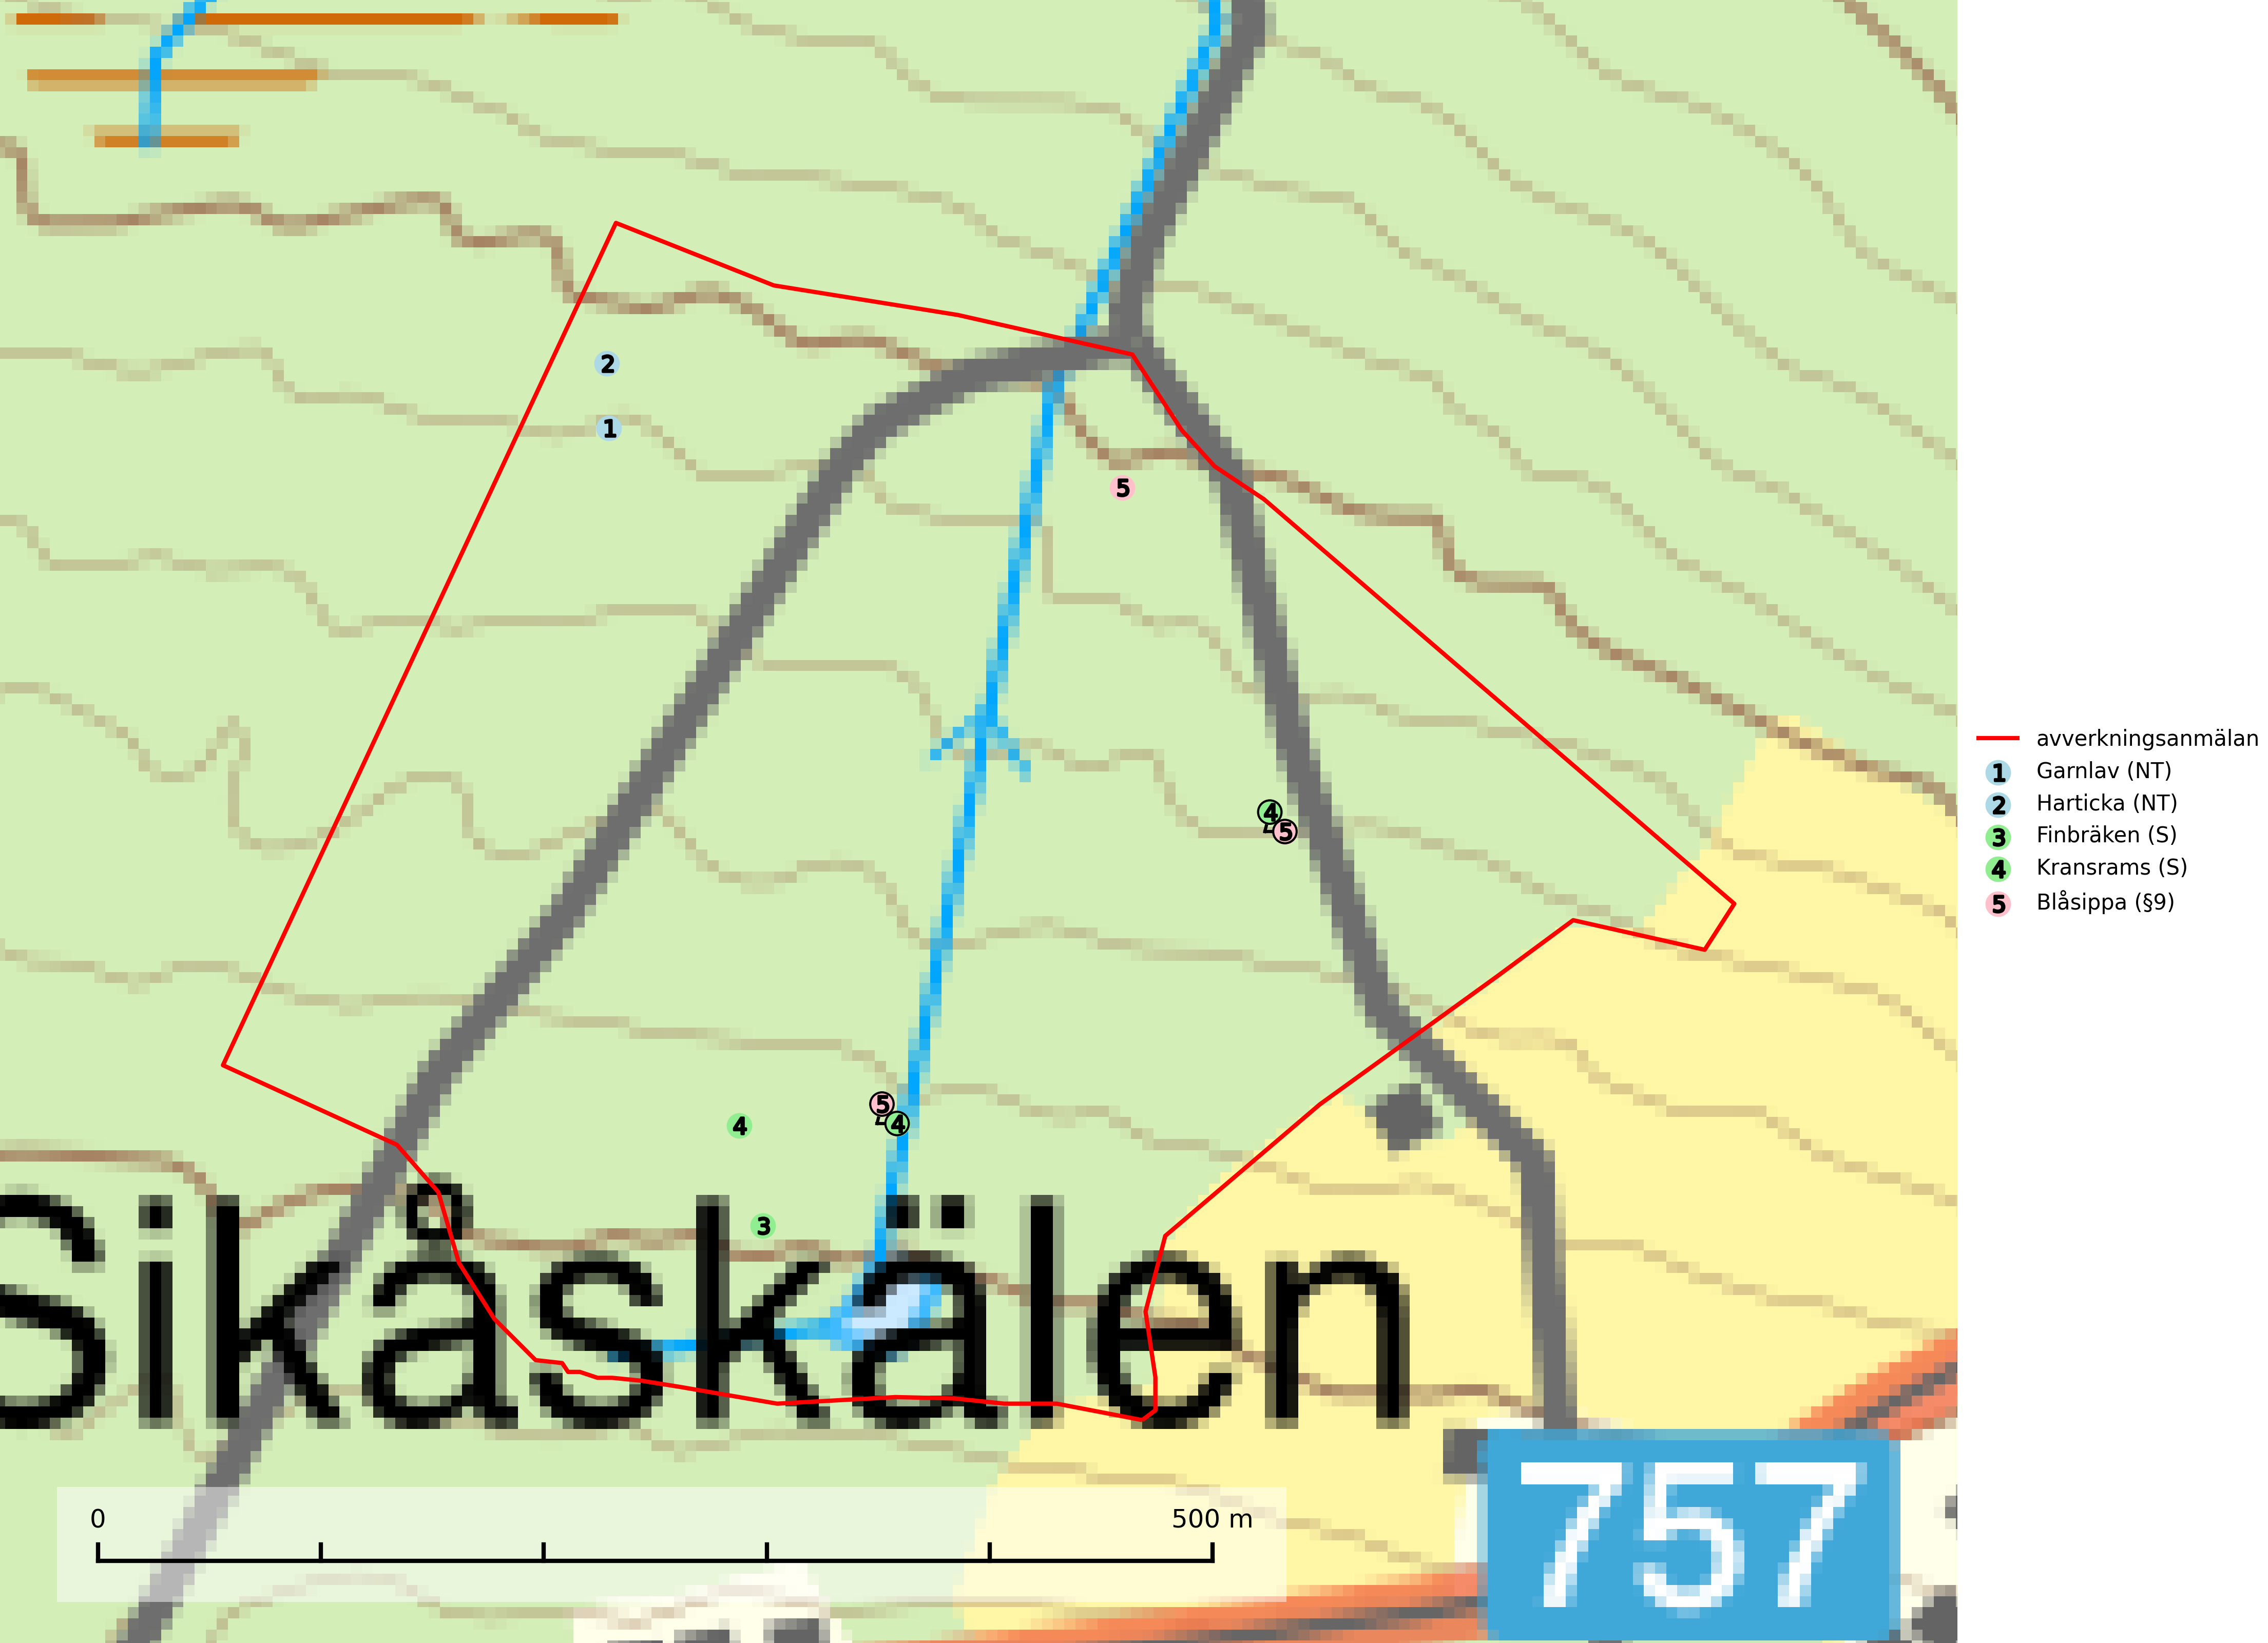 2
1
5
4
5
5
4
4
3
Sikåskälen
757
0 500 m
avverkningsanmälan
1 Garnlav (NT)
2 Harticka (NT)
3 Finbräken (S)
4 Kransrams (S)
5 Blåsippa (§9)